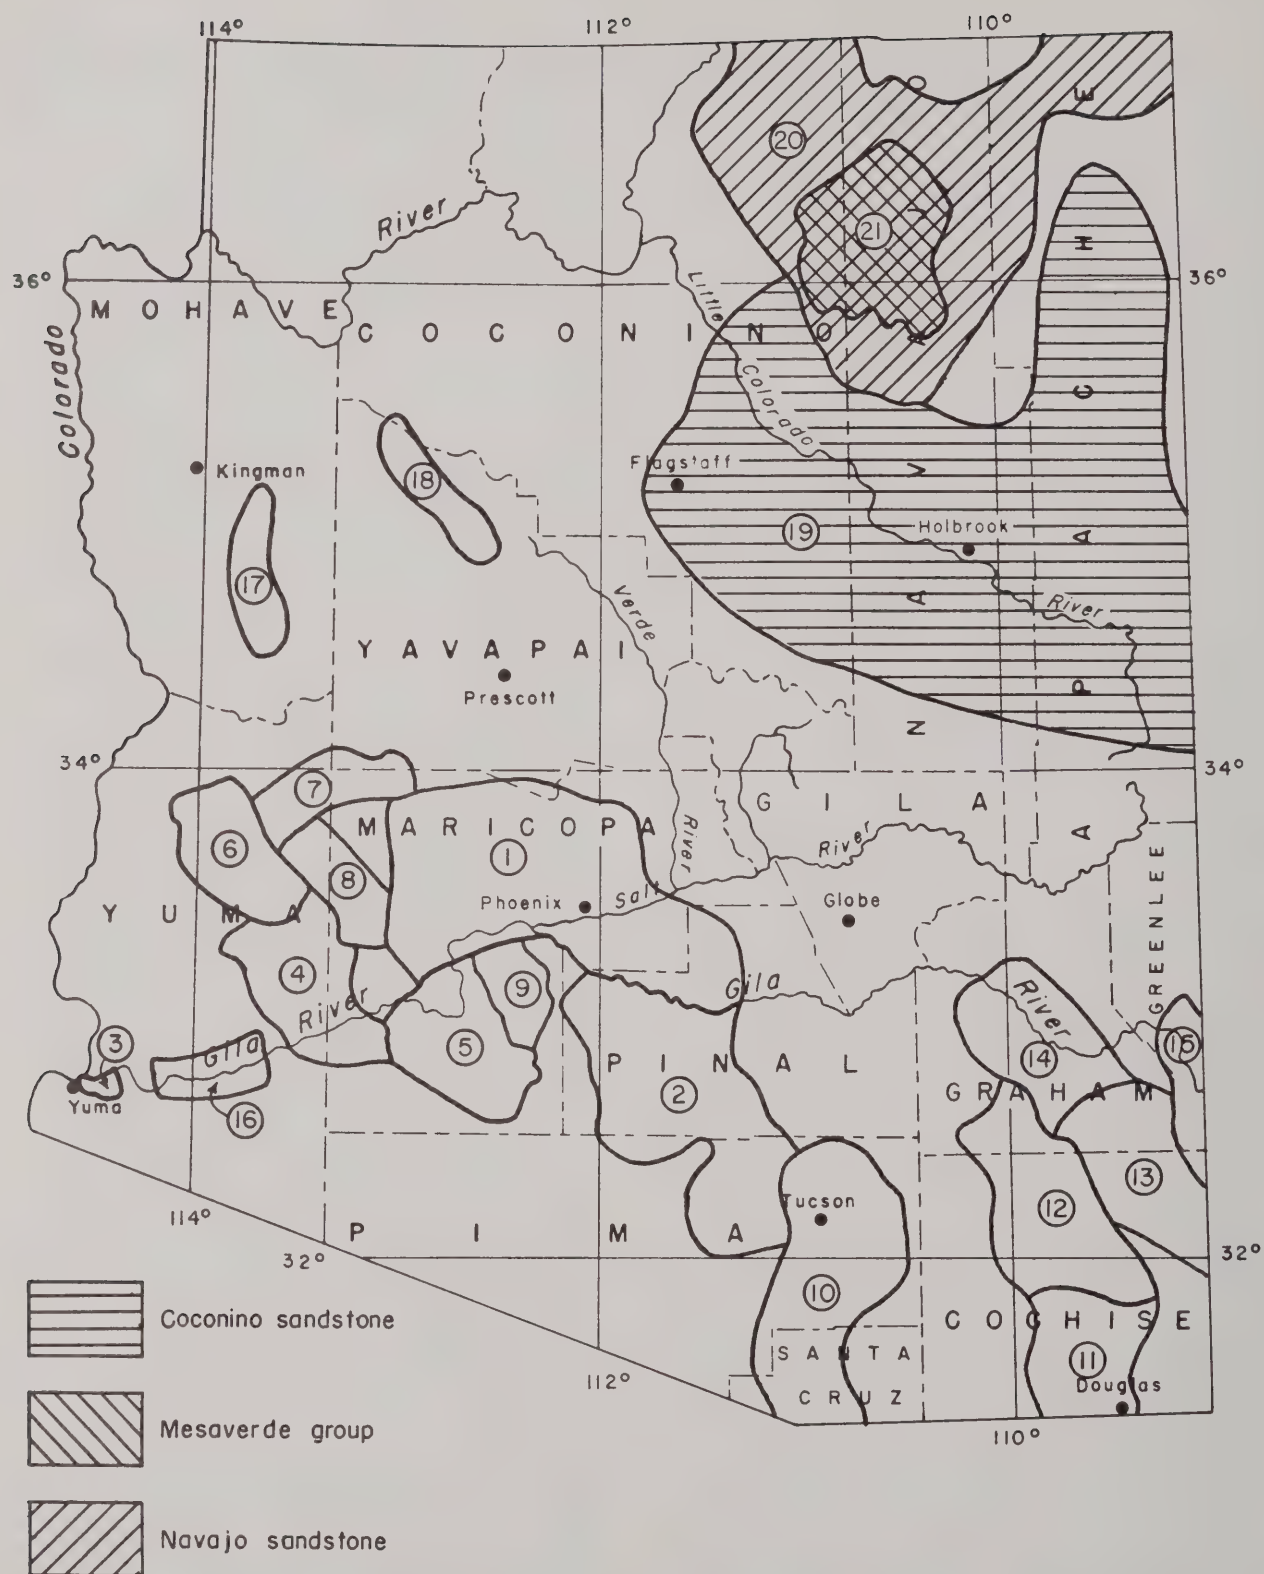 114° 112° 110°
20
21
River
36° 36°
MOHAVE
COCONINO
NAVAJO
APACHE
Little
Colorado
River
Colorado
Kingman
18
Flagstaff
19
Holbrook
17
Verde
River
YAVAPAI
Prescott
34° 34°
7
MARICOPA
GILA
6
1
8
River
Phoenix
Salt
Globe
GREENLEE
YUMA
4
9
Gila
River
River
3
Gila
5
14
15
Yuma
16
PINAL
2
GRAHAM
13
12
Tucson
114°
PIMA
32° 32°
10
COCHISE
SANTA
CRUZ
11
Douglas
112°
110°
Coconino sandstone
Mesaverde group
Navajo sandstone